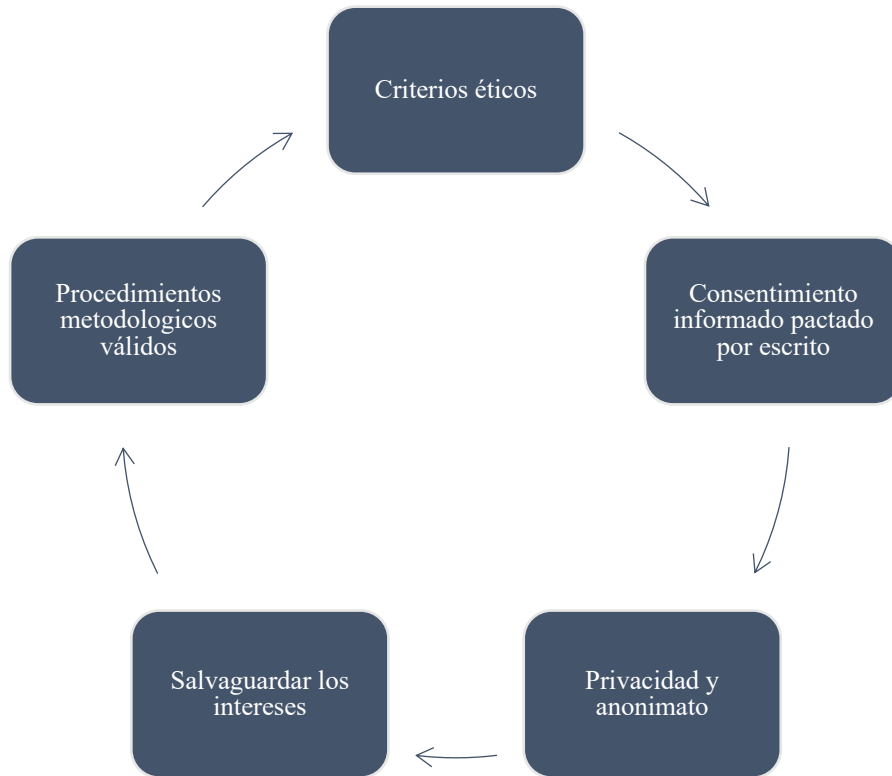 Criterios éticos
Consentimiento
informado pactado
por escrito
Privacidad y
anonimato
Salvaguardar los
intereses
Procedimientos
metodologicos
válidos